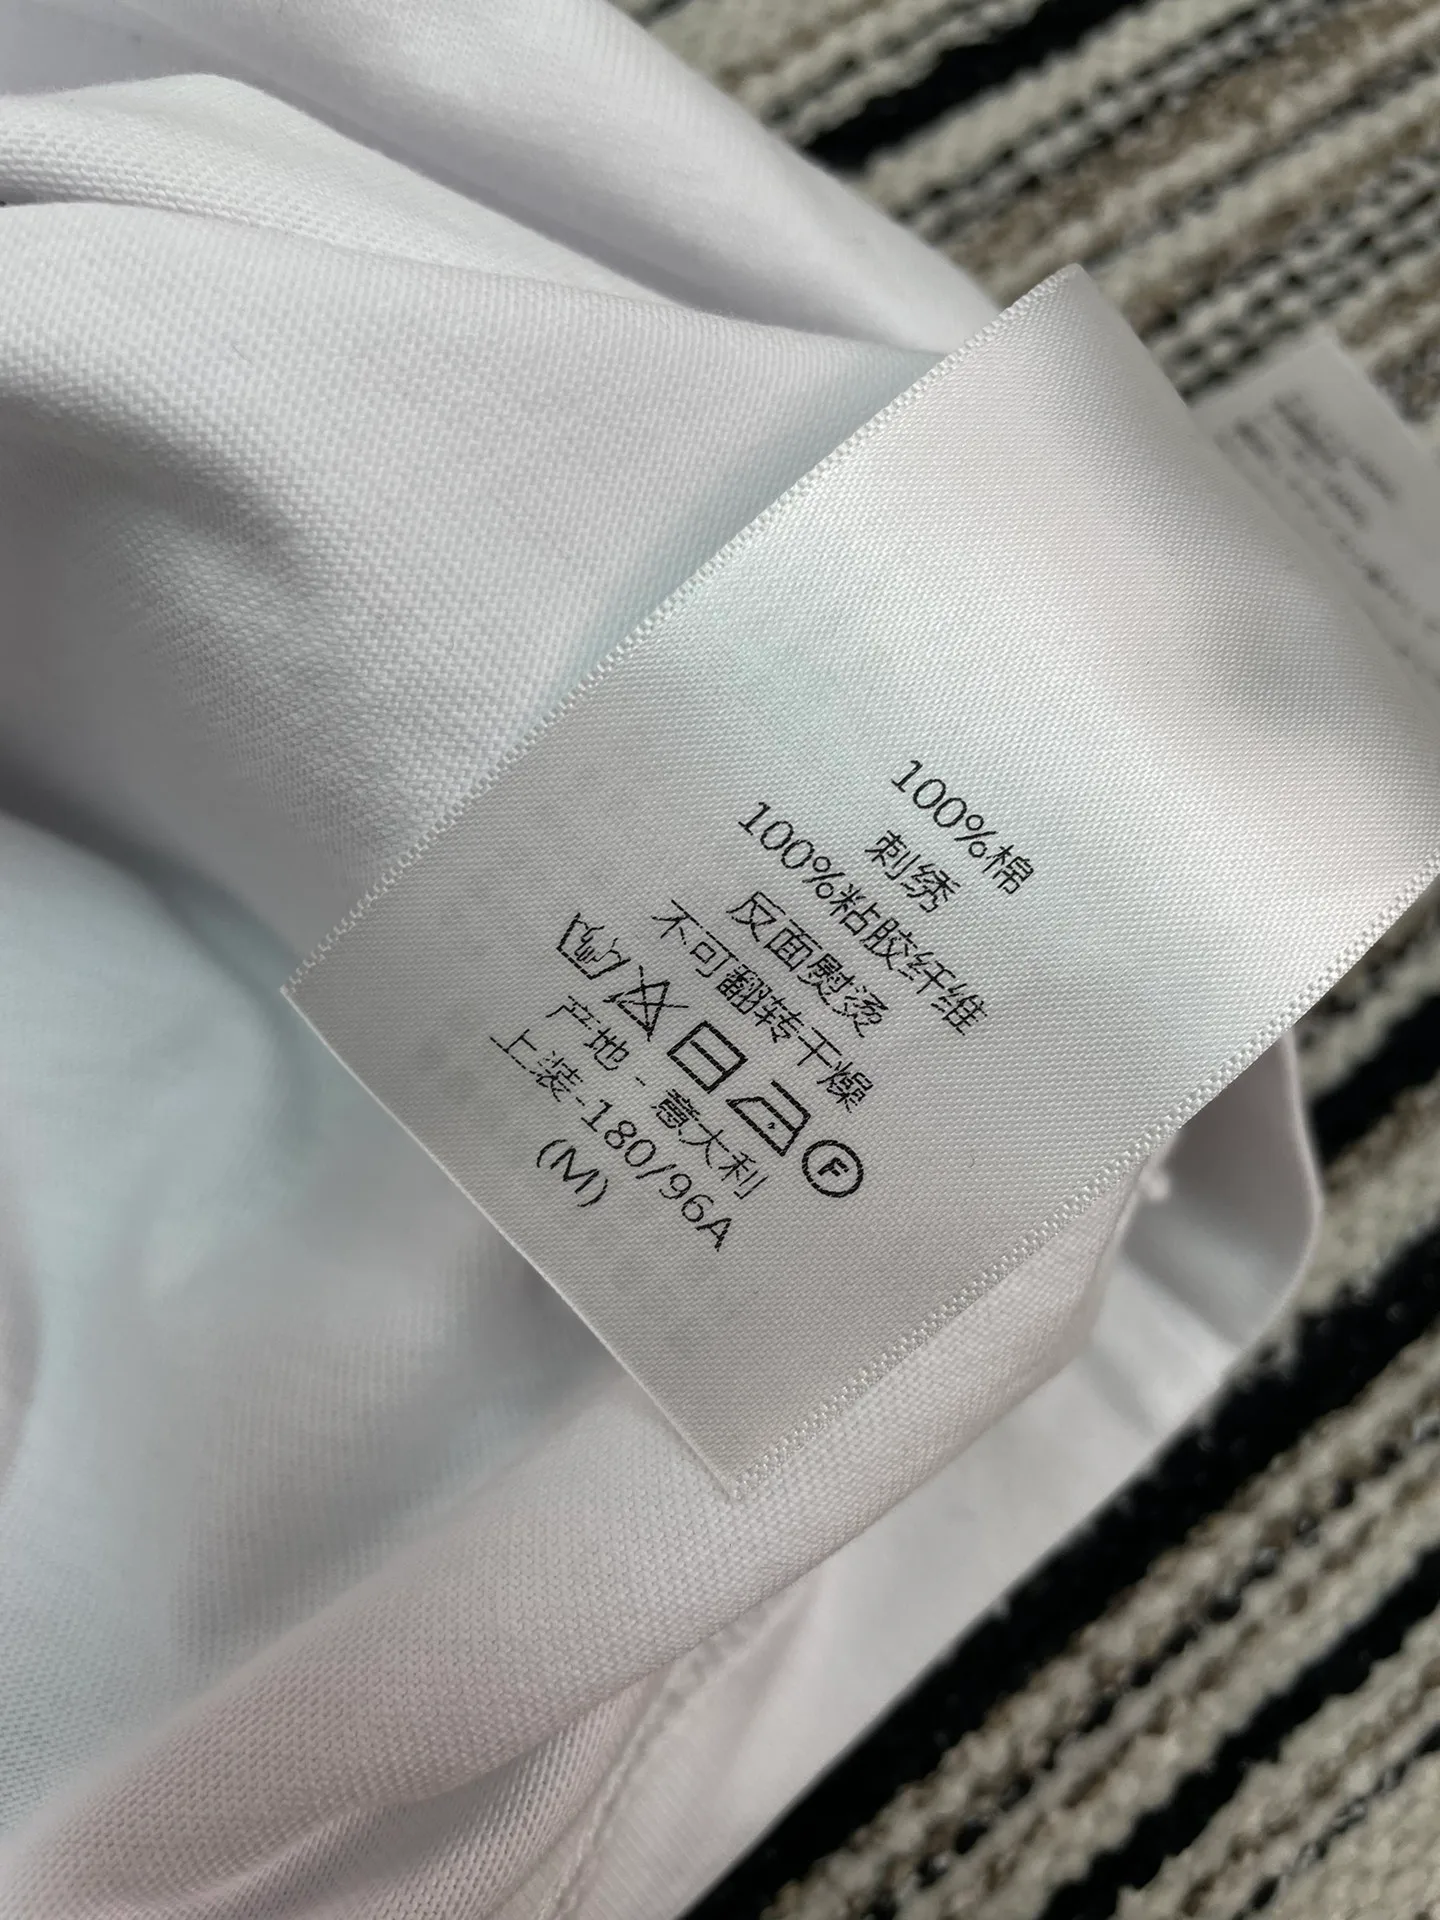 100%棉
刺绣
100%粘胶纤维
反面熨烫
不可翻转干燥
F
产地 - 意大利
上装-180/96A
(M)